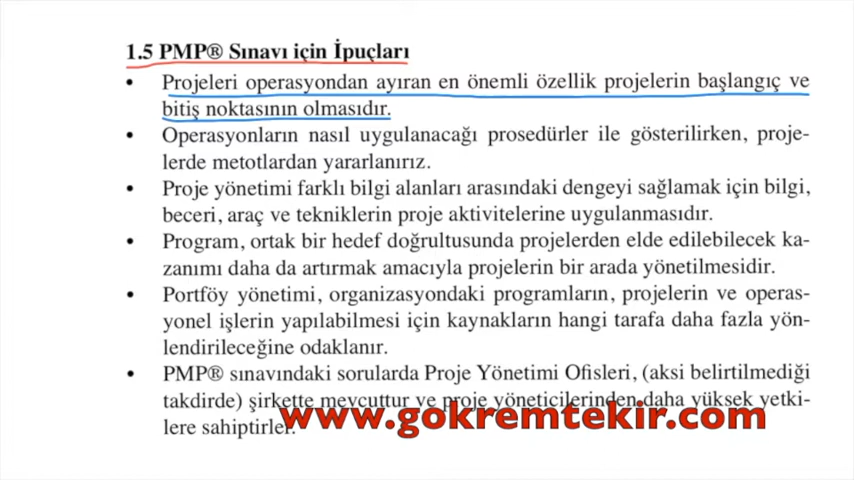 1.5 PMP® Sınavı için İpuçları
• Projeleri operasyondan ayıran en önemli özellik projelerin başlangıç ve
bitiş noktasının olmasıdır.
• Operasyonların nasıl uygulanacağı prosedürler ile gösterilirken, proje-
lerde metotlardan yararlanırız.
• Proje yönetimi farklı bilgi alanları arasındaki dengeyi sağlamak için bilgi,
beceri, araç ve tekniklerin proje aktivitelerine uygulanmasıdır.
• Program, ortak bir hedef doğrultusunda projelerden elde edilebilecek ka-
zanımı daha da artırmak amacıyla projelerin bir arada yönetilmesidir.
• Portföy yönetimi, organizasyondaki programların, projelerin ve operas-
yonel işlerin yapılabilmesi için kaynakların hangi tarafa daha fazla yön-
lendirileceğine odaklanır.
• PMP® sınavındaki sorularda Proje Yönetimi Ofisleri, (aksi belirtilmediği
takdirde) şirkette mevcuttur ve proje yöneticilerinden daha yüksek yetki-
lere sahiptirler.
www.gokremtekir.com